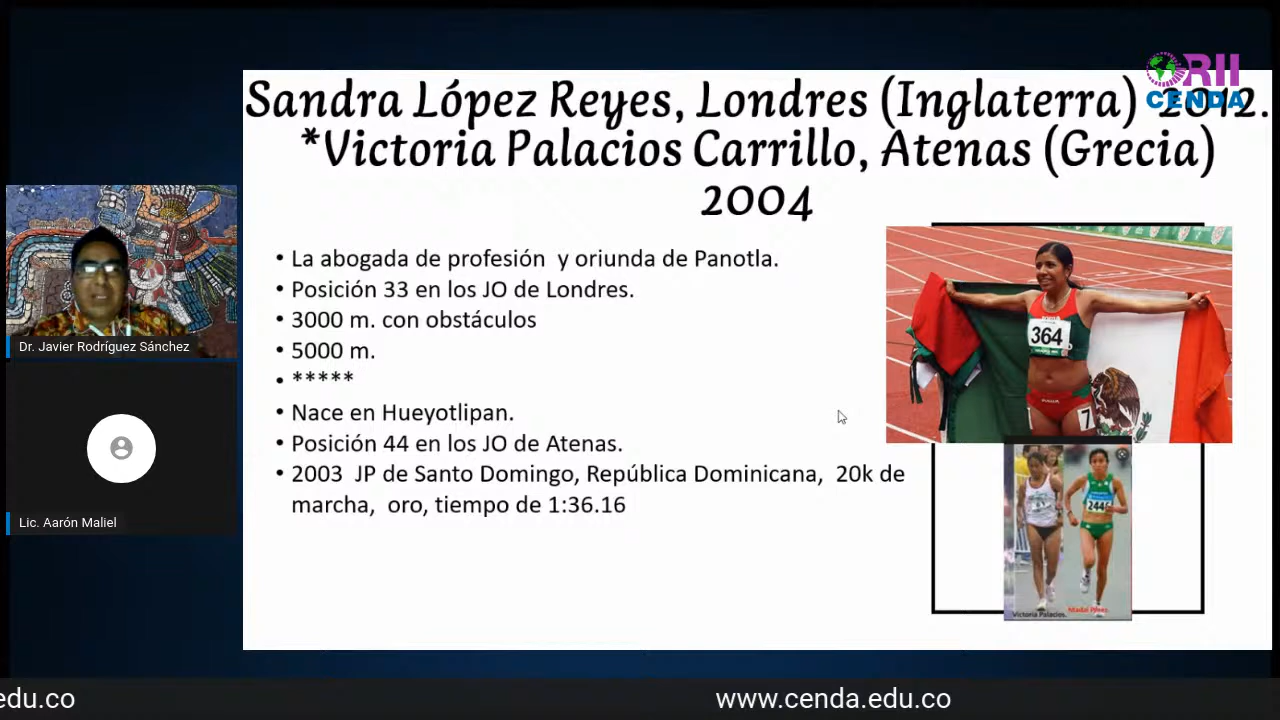 ORII
CENDA
Sandra López Reyes, Londres (Inglaterra) 2012.
*Victoria Palacios Carrillo, Atenas (Grecia)
2004
• La abogada de profesión y oriunda de Panotla.
• Posición 33 en los JO de Londres.
• 3000 m. con obstáculos
• 5000 m.
• *****
• Nace en Hueyotlipan.
• Posición 44 en los JO de Atenas.
• 2003 JP de Santo Domingo, República Dominicana, 20k de
marcha, oro, tiempo de 1:36.16
364
7
Victoria Palacios.
Dr. Javier Rodríguez Sánchez
Lic. Aarón Maliel
edu.co
www.cenda.edu.co